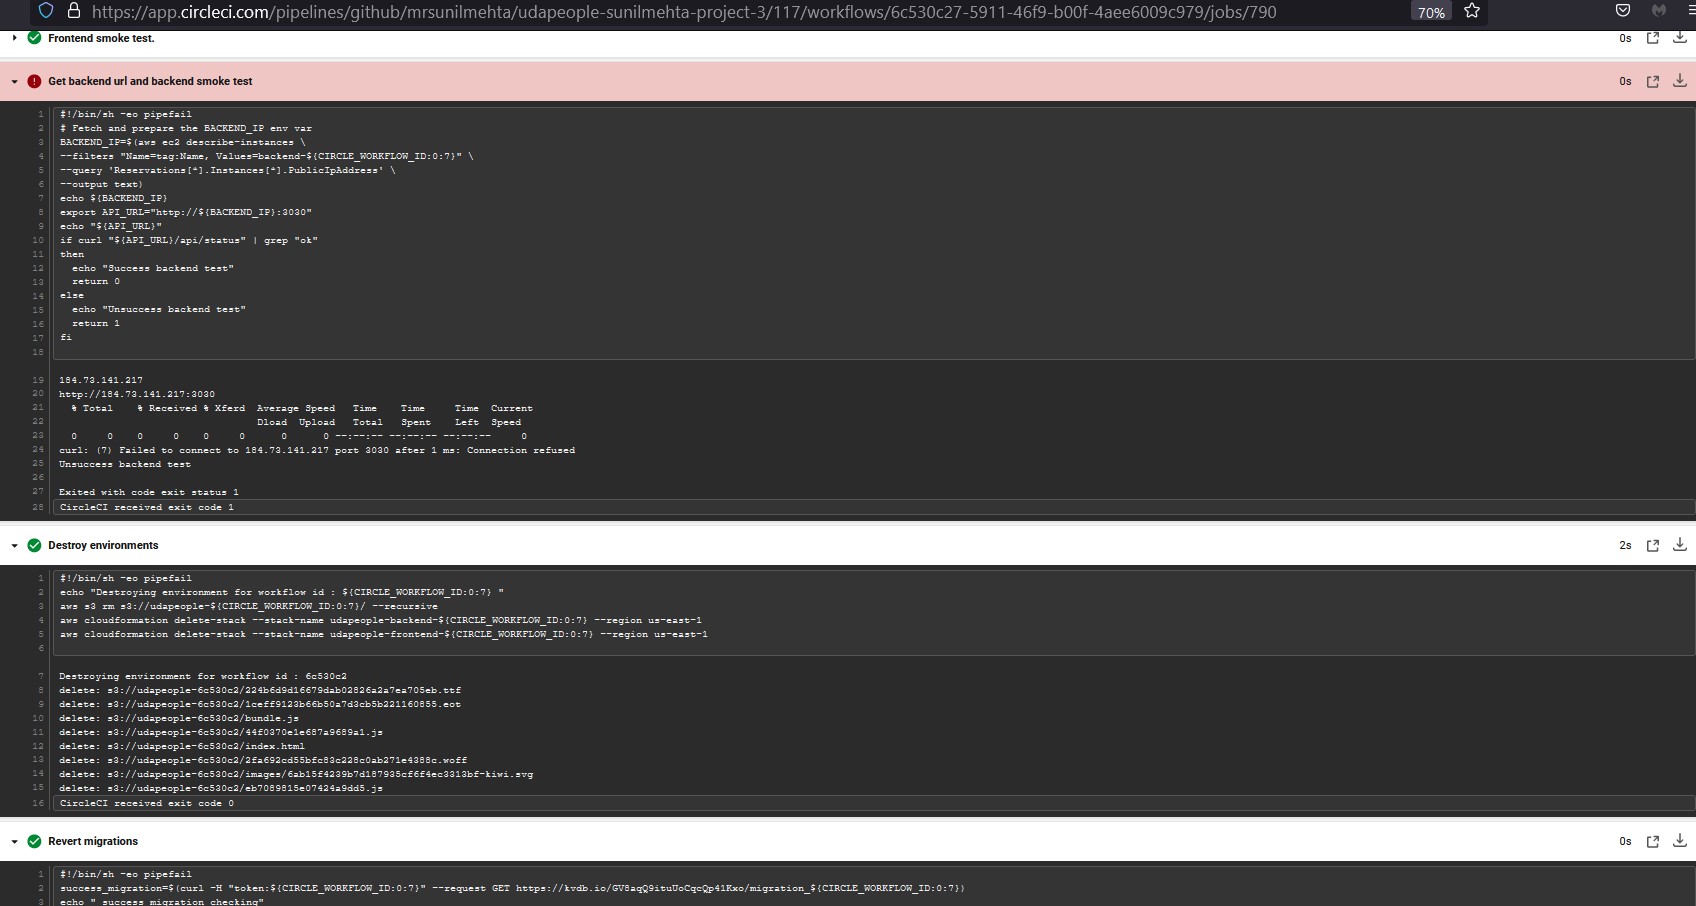 https://app.circleci.com/pipelines/github/mrsunilmehta/udapeople-sunilmehta-project-3/117/workflows/6c530c27-5911-46f9-b00f-4aee6009c979/jobs/790 70%
Frontend smoke test. 0s
Get backend url and backend smoke test 0s
1 #!/bin/sh -eo pipefail
2 # Fetch and prepare the BACKEND_IP env var
3 BACKEND_IP=$(aws ec2 describe-instances \
4 --filters "Name=tag:Name, Values=backend-${CIRCLE_WORKFLOW_ID:0:7}" \
5 --query 'Reservations[*].Instances[*].PublicIpAddress' \
6 --output text)
7 echo ${BACKEND_IP}
8 export API_URL="http://${BACKEND_IP}:3030"
9 echo "${API_URL}"
10 if curl "${API_URL}/api/status" | grep "ok"
11 then
12 echo "Success backend test"
13 return 0
14 else
15 echo "Unsuccess backend test"
16 return 1
17 fi
18
19 184.73.141.217
20 http://184.73.141.217:3030
21 % Total % Received % Xferd Average Speed Time Time Time Current
22 Dload Upload Total Spent Left Speed
23 0 0 0 0 0 0 0 0 --:--:-- --:--:-- --:--:-- 0
24 curl: (7) Failed to connect to 184.73.141.217 port 3030 after 1 ms: Connection refused
25 Unsuccess backend test
26
27 Exited with code exit status 1
28 CircleCI received exit code 1
Destroy environments 2s
1 #!/bin/sh -eo pipefail
2 echo "Destroying environment for workflow id : ${CIRCLE_WORKFLOW_ID:0:7} "
3 aws s3 rm s3://udapeople-${CIRCLE_WORKFLOW_ID:0:7}/ --recursive
4 aws cloudformation delete-stack --stack-name udapeople-backend-${CIRCLE_WORKFLOW_ID:0:7} --region us-east-1
5 aws cloudformation delete-stack --stack-name udapeople-frontend-${CIRCLE_WORKFLOW_ID:0:7} --region us-east-1
6
7 Destroying environment for workflow id : 6c530c2
8 delete: s3://udapeople-6c530c2/224b6d9d16679dab02826a2a7ea705eb.ttf
9 delete: s3://udapeople-6c530c2/1ceff9123b66b50a7d3cb5b221160855.eot
10 delete: s3://udapeople-6c530c2/bundle.js
11 delete: s3://udapeople-6c530c2/44f0370e1e687a9689a1.js
12 delete: s3://udapeople-6c530c2/index.html
13 delete: s3://udapeople-6c530c2/2fa692cd55bfc83c228c0ab271e4388c.woff
14 delete: s3://udapeople-6c530c2/images/6ab15f4239b7d187935cf6f4ec3313bf-kiwi.svg
15 delete: s3://udapeople-6c530c2/eb7089815e07424a9dd5.js
16 CircleCI received exit code 0
Revert migrations 0s
1 #!/bin/sh -eo pipefail
2 success_migration=$(curl -H "token:${CIRCLE_WORKFLOW_ID:0:7}" --request GET https://kvdb.io/GV8aqQ9ituUoCqcQp41Kxo/migration_${CIRCLE_WORKFLOW_ID:0:7})
3 echo " success migration checking"